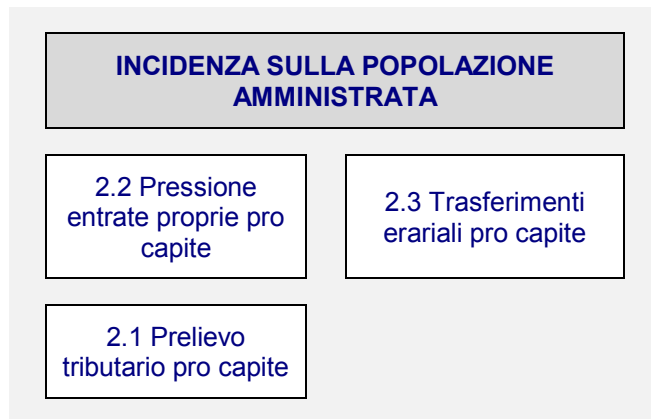 INCIDENZA SULLA POPOLAZIONE
AMMINISTRATA
2.2 Pressione
entrate proprie pro
capite
2.3 Trasferimenti
erariali pro capite
2.1 Prelievo
tributario pro capite